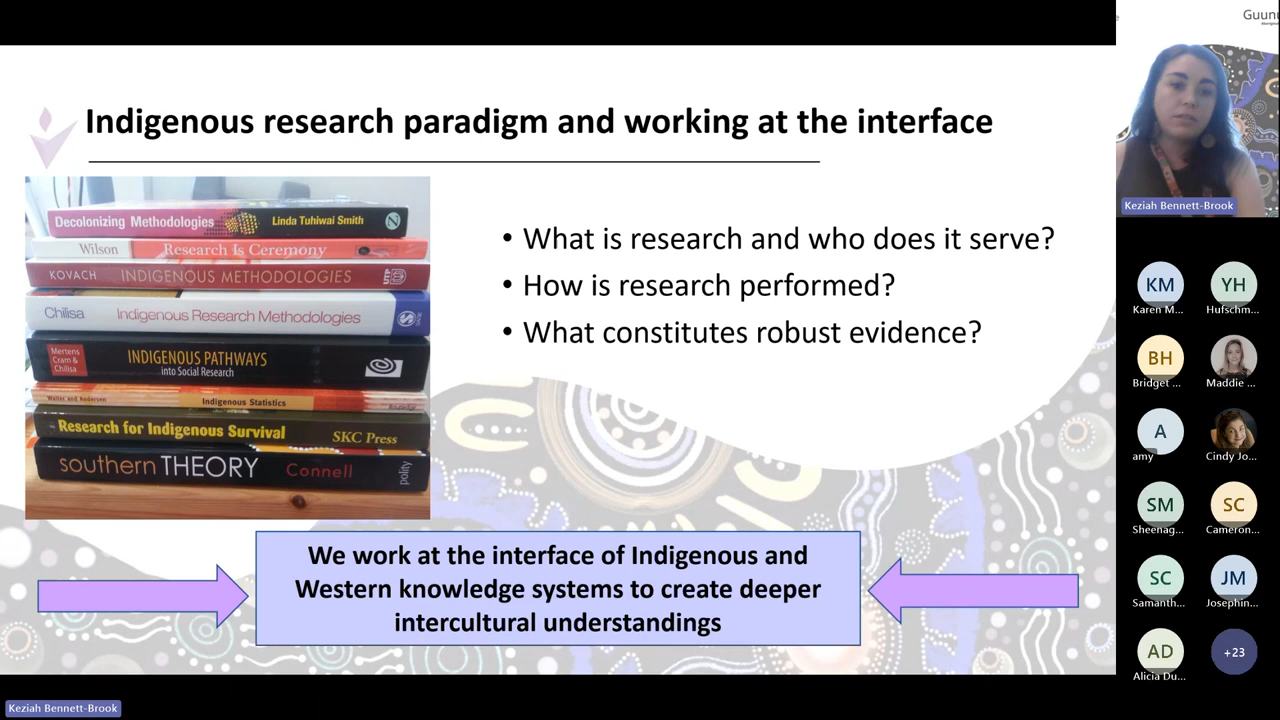 Indigenous research paradigm and working at the interface
Decolonizing Methodologies Linda Tuhiwai Smith
Wilson Research Is Ceremony
KOVACH INDIGENOUS METHODOLOGIES
Chilisa Indigenous Research Methodologies
Mertens
Cram &
Chilisa
INDIGENOUS PATHWAYS
into Social Research
Walter and Andersen Indigenous Statistics
Research for Indigenous Survival SKC Press
southern THEORY Connell polity
• What is research and who does it serve?
• How is research performed?
• What constitutes robust evidence?
We work at the interface of Indigenous and
Western knowledge systems to create deeper
intercultural understandings
Keziah Bennett-Brook
Keziah Bennett-Brook
KM YH
Karen M... Hufschm...
BH
Bridget ... Maddie ...
A
amy Cindy Jo...
SM SC
Sheenag... Cameron...
SC JM
Samanth... Josephin...
AD +23
Alicia Du...